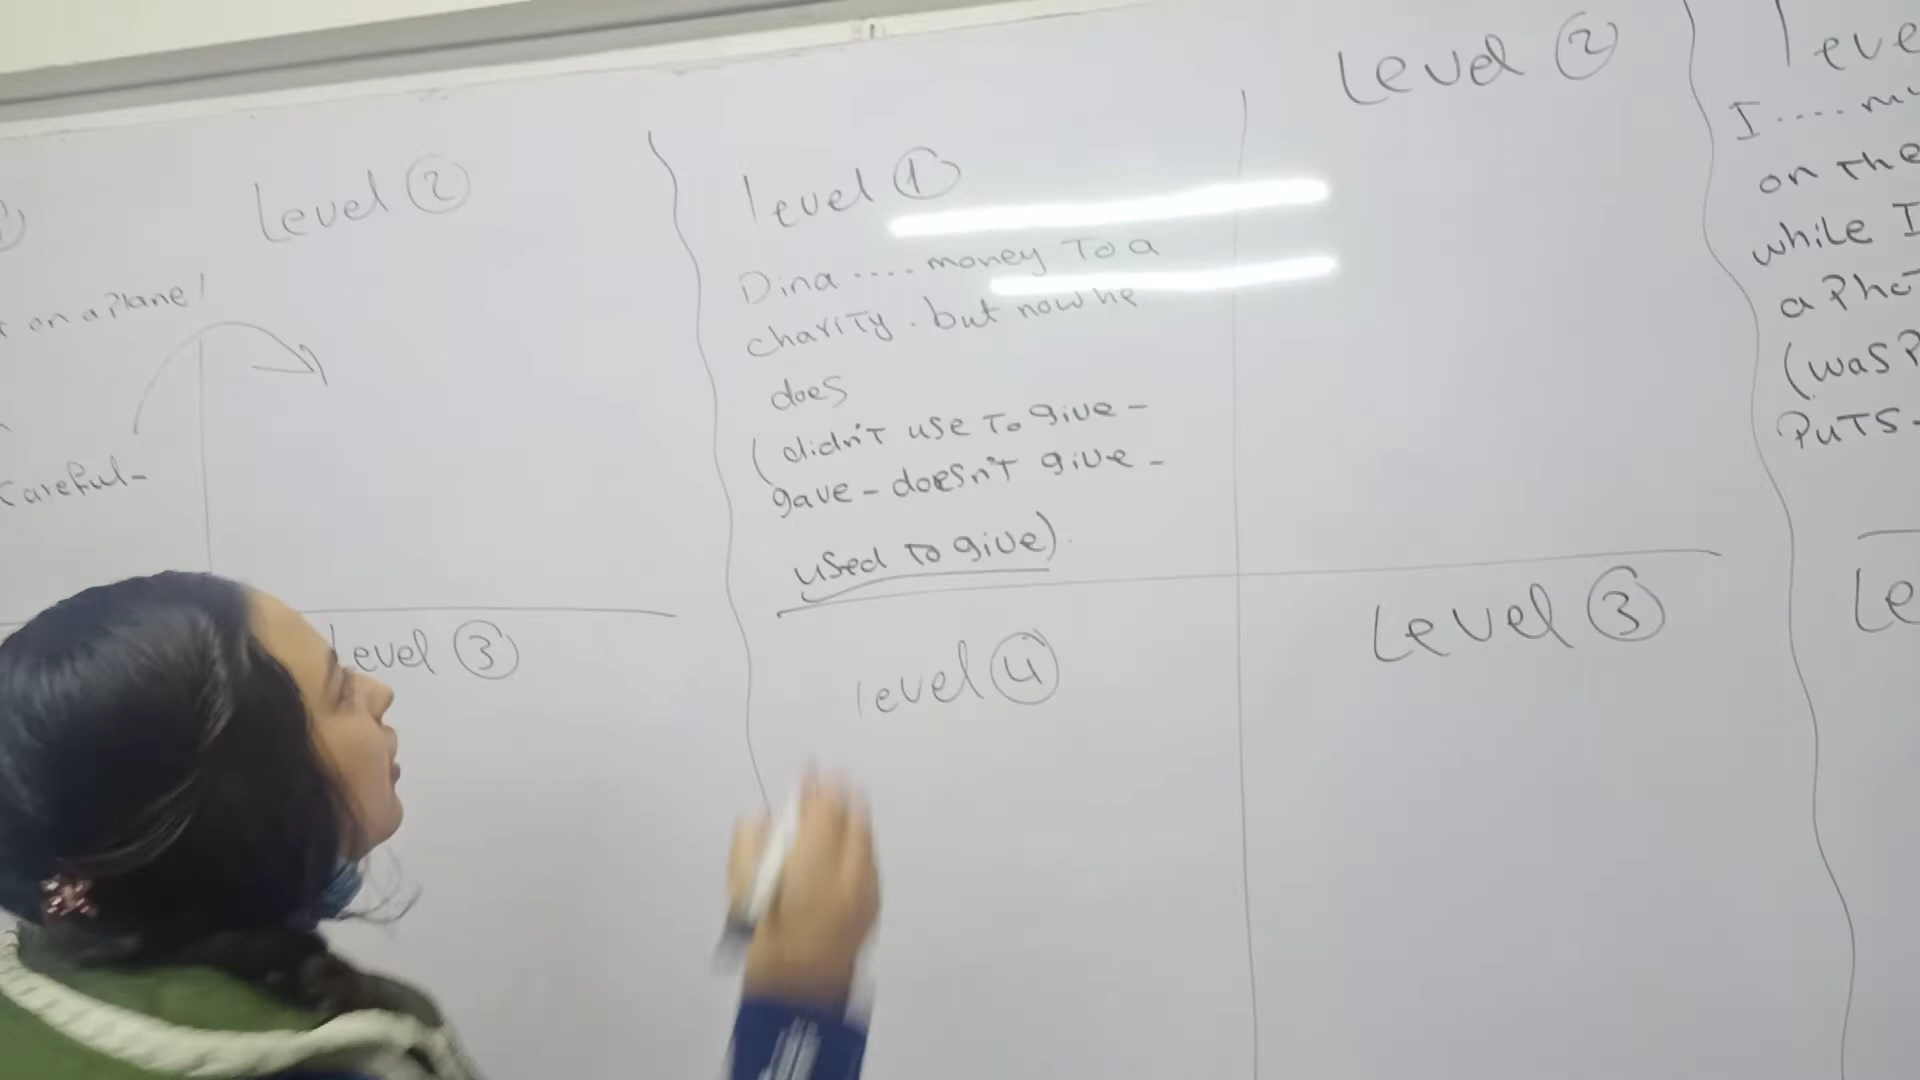 Level ②
on a plane!
Careful-
Level ③
level ①
Dina .... money to a
charity. but now he
does
(didn't use to give-
gave-doesn't give-
used to give).
level ④
Level ②
Level ③
I ....
on the
while I
a
(was
Puts-